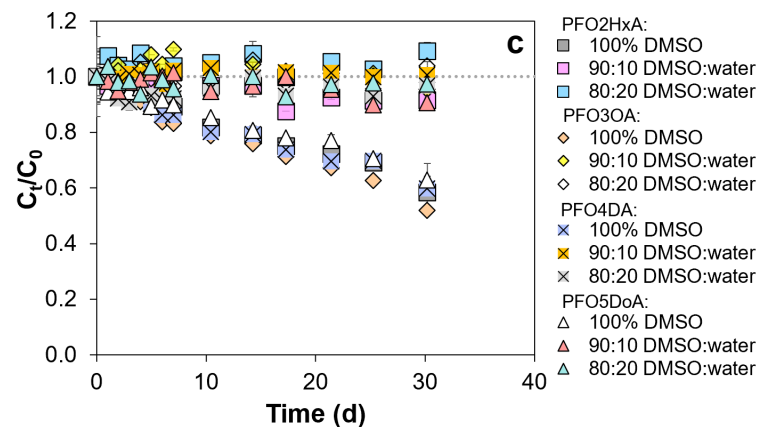 c
1.2
1.0
0.8
0.6
0.4
0.2
0.0
Ct/C0
0 10 20 30 40
Time (d)
PFO2HxA:
100% DMSO
90:10 DMSO:water
80:20 DMSO:water
PFO3OA:
100% DMSO
90:10 DMSO:water
80:20 DMSO:water
PFO4DA:
100% DMSO
90:10 DMSO:water
80:20 DMSO:water
PFO5DoA:
100% DMSO
90:10 DMSO:water
80:20 DMSO:water